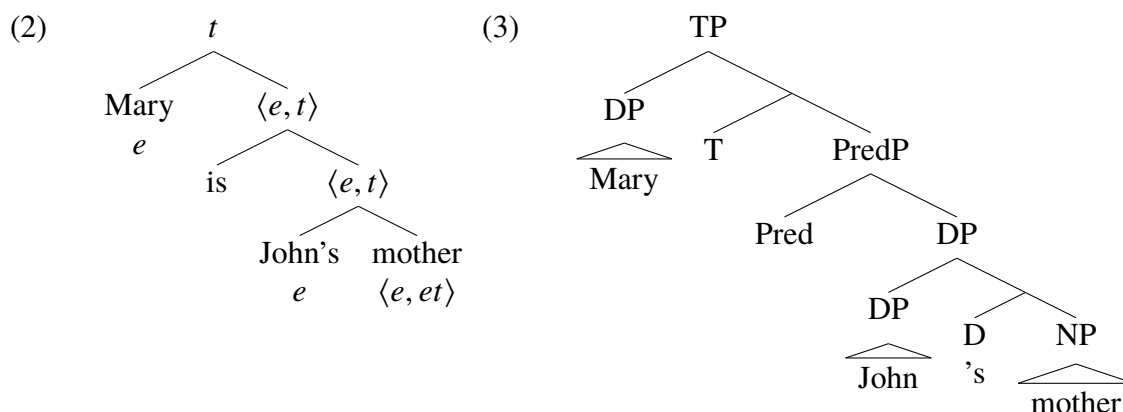 (2) t (3) TP
Mary ⟨e, t⟩ DP
e T PredP
is ⟨e, t⟩ Mary
Pred DP
John's mother
e ⟨e, et⟩ DP D NP
John 's mother